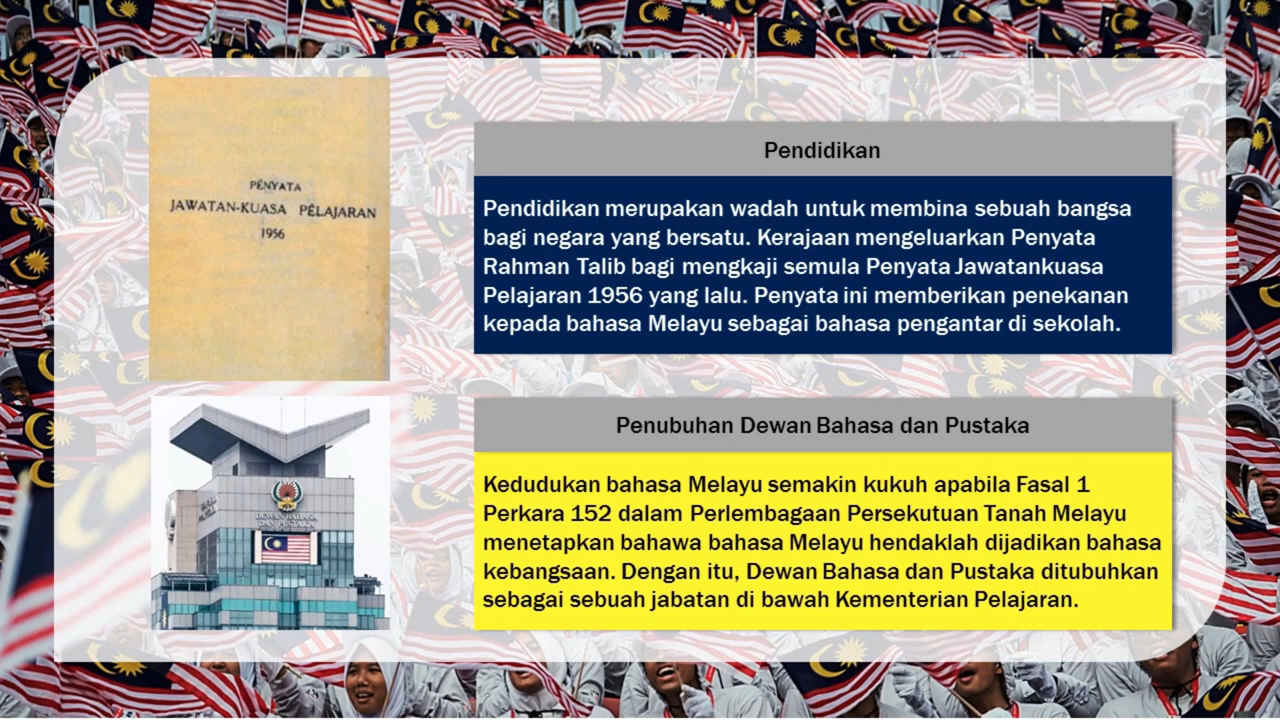 PENYATA
JAWATAN-KUASA PELAJARAN
1956
Pendidikan
Pendidikan merupakan wadah untuk membina sebuah bangsa
bagi negara yang bersatu. Kerajaan mengeluarkan Penyata
Rahman Talib bagi mengkaji semula Penyata Jawatankuasa
Pelajaran 1956 yang lalu. Penyata ini memberikan penekanan
kepada bahasa Melayu sebagai bahasa pengantar di sekolah.
DEWAN BAHASA
DAN PUSTAKA
Penubuhan Dewan Bahasa dan Pustaka
Kedudukan bahasa Melayu semakin kukuh apabila Fasal 1
Perkara 152 dalam Perlembagaan Persekutuan Tanah Melayu
menetapkan bahawa bahasa Melayu hendaklah dijadikan bahasa
kebangsaan. Dengan itu, Dewan Bahasa dan Pustaka ditubuhkan
sebagai sebuah jabatan di bawah Kementerian Pelajaran.